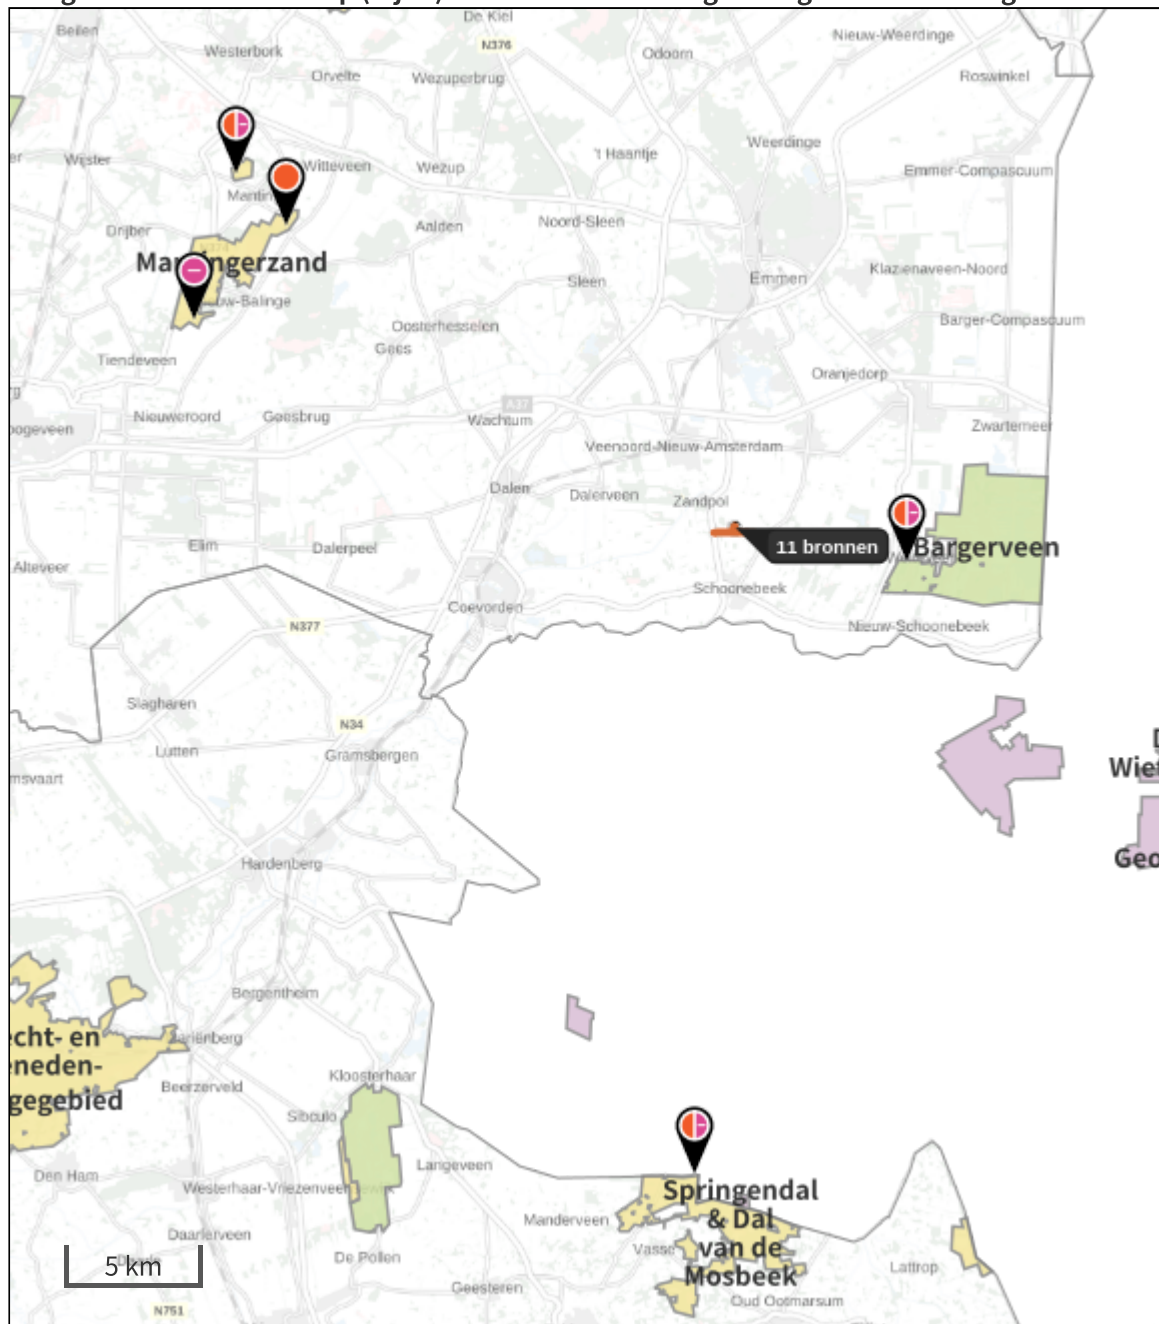 De Kiel
Beilen
N376
Nieuw-Weerdinge
Westerbork
Odoorn
Orvelte
Wezuperbrug
Roswinkel
Weerdinge
't Haantje
Wijster
Witteveen
Wezup
Emmer-Compascuum
Drijber
Aalden
Noord-Sleen
Klazienaveen-Noord
Sleen
Emmen
Oosterhesselen
Barger-Compascuum
Gees
Tiendeveen
Oranjedorp
A37
Nieuweroord
Geesbrug
Wachtum
Zwartemeer
Veenoord-Nieuw-Amsterdam
Dalen
Dalerveen
Zandpol
11 bronnen
Bargerveen
Elim
Dalerpeel
Alteveer
Schoonebeek
Coevorden
N377
Nieuw-Schoonebeek
Slagharen
N34
Lutten
Gramsbergen
Hardenberg
Bergentheim
Beerzerveld
Kloosterhaar
Sibculo
Langeveen
Den Ham
Springendal
& Dal
van de
Mosbeek
Manderveen
Vasse
Daarlerveen
De Pollen
Lattrop
5 km
Geesteren
Oud Ootmarsum
N751